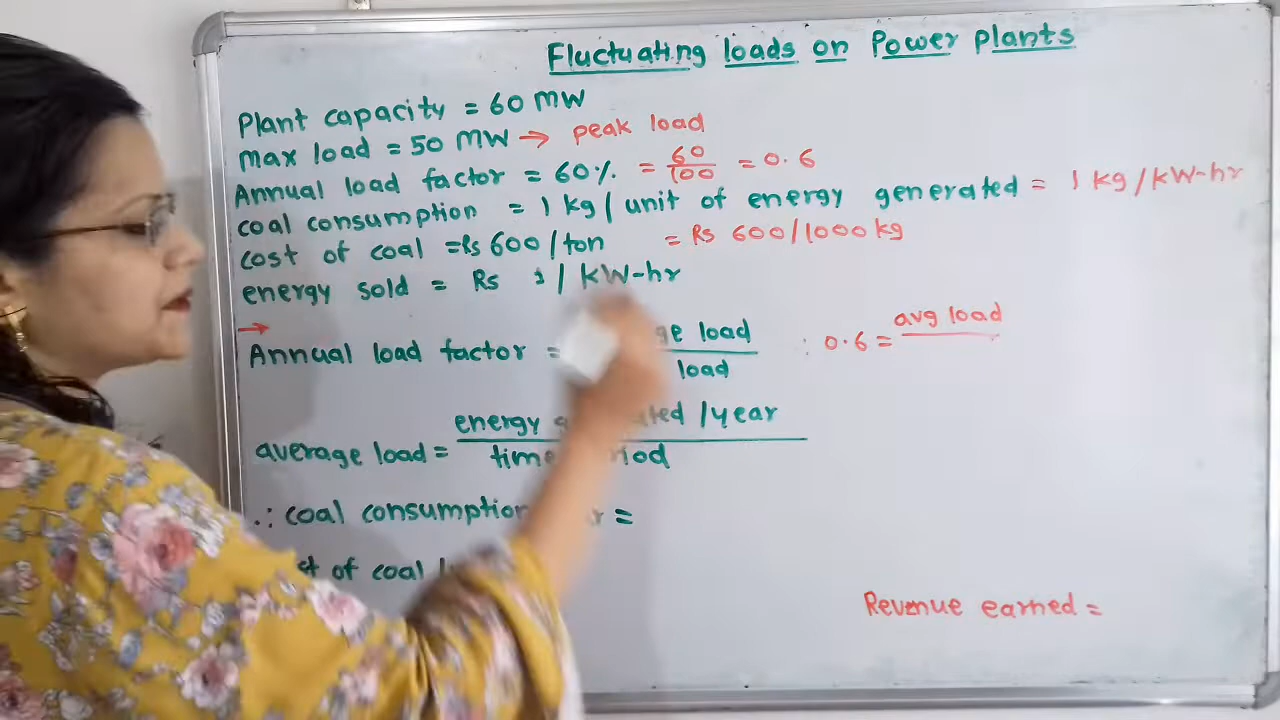 Fluctuating loads on Power plants
Plant capacity = 60 MW
max load = 50 MW → peak load
Annual load factor = 60% = 60/100 = 0.6
coal consumption = 1 kg / unit of energy generated = 1 kg/kW-hr
cost of coal = Rs 600/ton = Rs 600/1000 kg
energy sold = Rs 1 / kW-hr
→
Annual load factor = load
load
∴ 0.6 = avg load
average load = energy /year
time
∴ coal consumption =
of coal
Revenue earned =